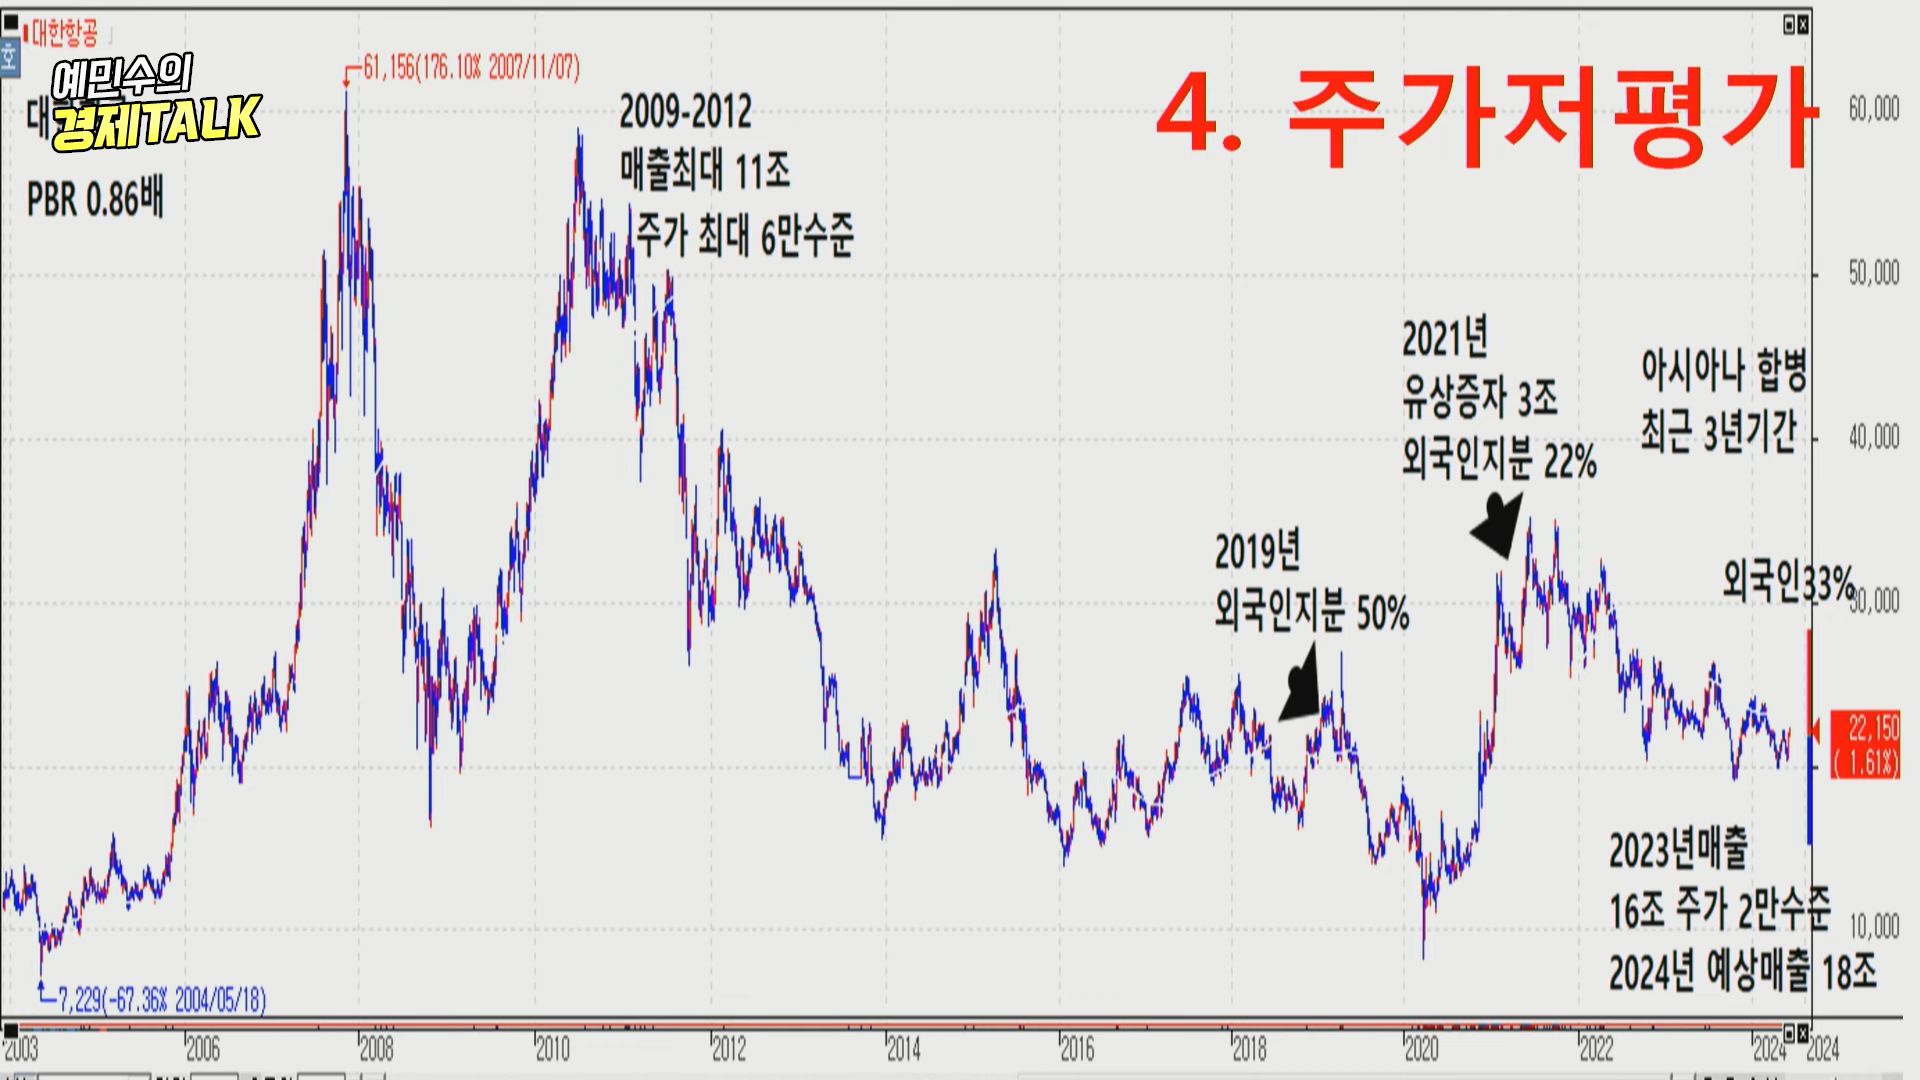 대한항공
예민수의
경제TALK
PBR 0.86배
61,156(176.10% 2007/11/07)
2009-2012
매출최대 11조
주가 최대 6만수준
4. 주가저평가
2021년
유상증자 3조
외국인지분 22%
아시아나 합병
최근 3년기간
2019년
외국인지분 50%
외국인33%
2023년매출
16조 주가 2만수준
2024년 예상매출 18조
7,229(-67.36% 2004/05/18)
60,000
50,000
40,000
30,000
22,150
( 1.61%)
10,000
2003 2006 2008 2010 2012 2014 2016 2018 2020 2022 2024 2024